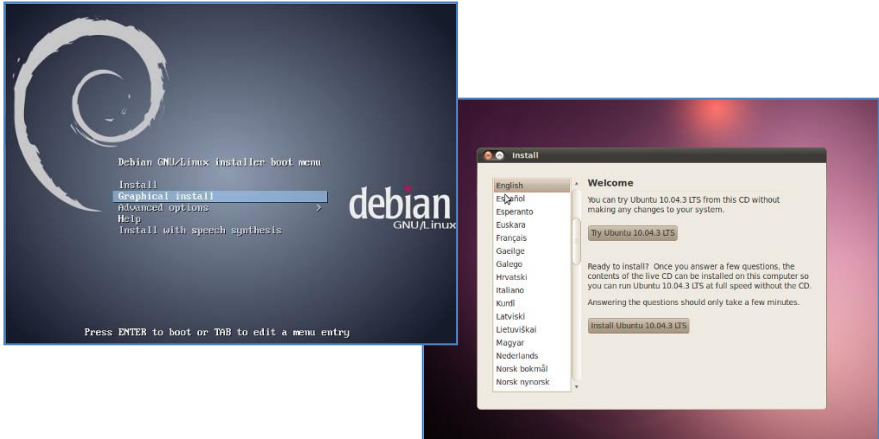 Debian GNU/Linux installer boot menu
Install
Graphical install
Advanced options >
Help
Install with speech synthesis
debian
GNU/Linux
Press ENTER to boot or TAB to edit a menu entry
Install
English
Español
Esperanto
Euskara
Français
Gaeilge
Galego
Hrvatski
Italiano
Kurdî
Latviski
Lietuviškai
Magyar
Nederlands
Norsk bokmål
Norsk nynorsk
Welcome
You can try Ubuntu 10.04.3 LTS from this CD without
making any changes to your system.
Try Ubuntu 10.04.3 LTS
Ready to install? Once you answer a few questions, the
contents of the live CD can be installed on this computer so
you can run Ubuntu 10.04.3 LTS at full speed without the CD.
Answering the questions should only take a few minutes.
Install Ubuntu 10.04.3 LTS